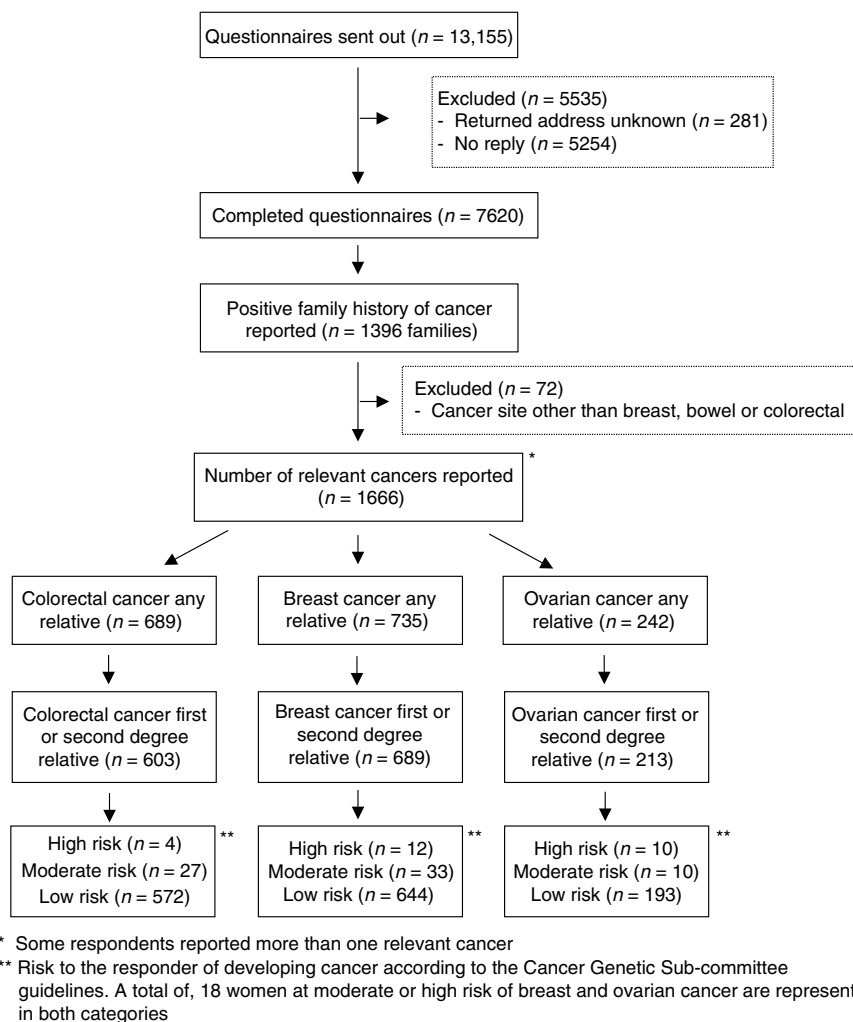 Questionnaires sent out (n = 13,155)
Excluded (n = 5535)
- Returned address unknown (n = 281)
- No reply (n = 5254)
Completed questionnaires (n = 7620)
Positive family history of cancer
reported (n = 1396 families)
Excluded (n = 72)
- Cancer site other than breast, bowel or colorectal
Number of relevant cancers reported
(n = 1666)
*
Colorectal cancer any
relative (n = 689)
Breast cancer any
relative (n = 735)
Ovarian cancer any
relative (n = 242)
Colorectal cancer first
or second degree
relative (n = 603)
Breast cancer first or
second degree
relative (n = 689)
Ovarian cancer first or
second degree
relative (n = 213)
High risk (n = 4)
Moderate risk (n = 27)
Low risk (n = 572)
**
High risk (n = 12)
Moderate risk (n = 33)
Low risk (n = 644)
**
High risk (n = 10)
Moderate risk (n = 10)
Low risk (n = 193)
**
* Some respondents reported more than one relevant cancer
** Risk to the responder of developing cancer according to the Cancer Genetic Sub-committee
guidelines. A total of, 18 women at moderate or high risk of breast and ovarian cancer are represent
in both categories